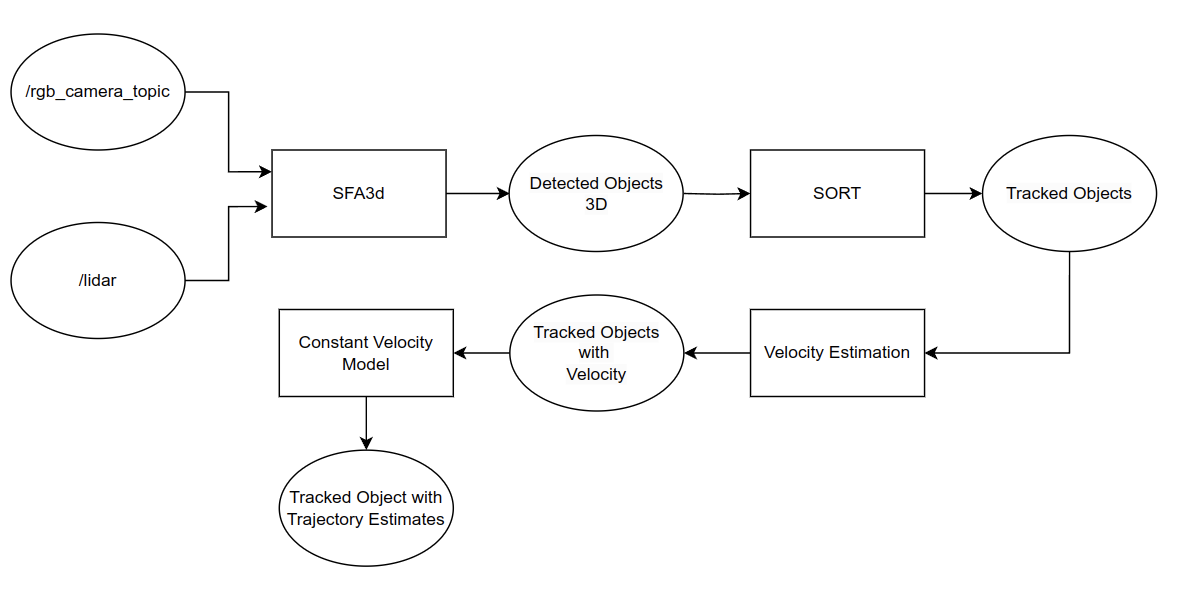 /rgb_camera_topic
/lidar
SFA3d
Detected Objects
3D
SORT
Tracked Objects
Velocity Estimation
Tracked Objects
with
Velocity
Constant Velocity
Model
Tracked Object with
Trajectory Estimates